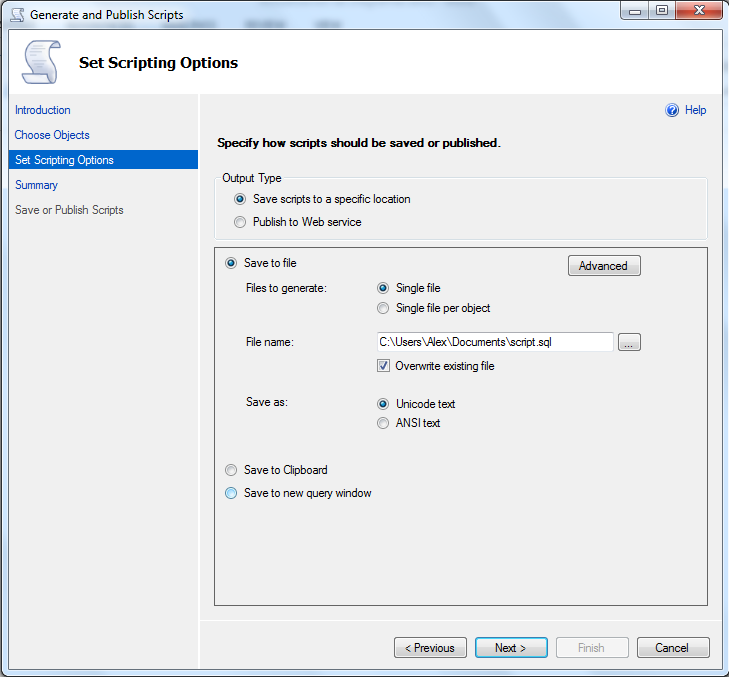 Generate and Publish Scripts
Set Scripting Options
Introduction
Choose Objects
Set Scripting Options
Summary
Save or Publish Scripts
Help
Specify how scripts should be saved or published.
Output Type
Save scripts to a specific location
Publish to Web service
Save to file
Advanced
Files to generate:
Single file
Single file per object
File name:
C:\Users\Alex\Documents\script.sql
...
Overwrite existing file
Save as:
Unicode text
ANSI text
Save to Clipboard
Save to new query window
< Previous
Next >
Finish
Cancel